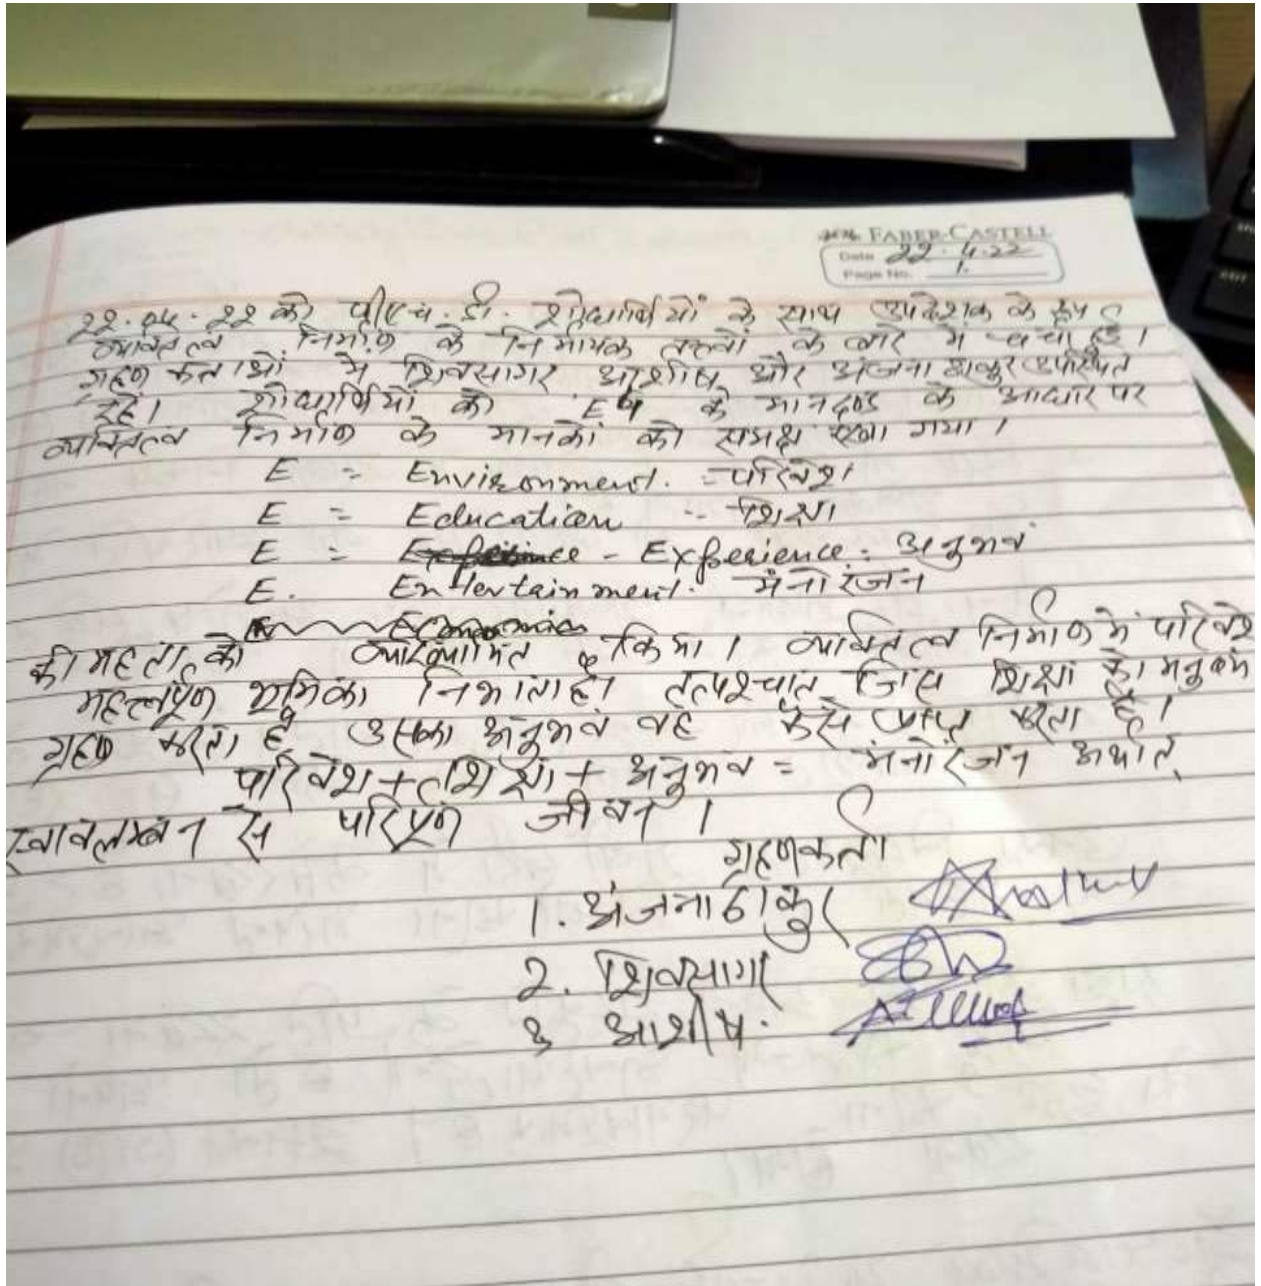 FABER-CASTELL
Date 22.4.22
Page No. 1.
22.04.22 को पीएच.डी. शोधार्थियों के साथ उपदेशक के रूप में
व्यक्तित्व निर्माण के निर्मायक तत्त्वों के बारे में चर्चा हुई।
ग्रहण कर्ताओं में शिवसागर आशीष और अंजना ठाकुर उपस्थित
रहें। शोधार्थियों को E4 के मानदण्ड के आधार पर
व्यक्तित्व निर्माण के मानकों को समक्ष रखा गया।
E = Environment. = परिवेश
E = Education - शिक्षा
E = - Experience = अनुभव
E. Entertainment. मनोरंजन
Economics
की महत्ता को व्याख्यायित किया। व्यक्तित्व निर्माण में परिवेश
महत्त्वपूर्ण भूमिका निभाता है। तत्पश्चात् जिस शिक्षा को मनुष्य
ग्रहण करता है उसका अनुभव वह कैसे प्राप्त करता है।
परिवेश + शिक्षा + अनुभव = मनोरंजन अर्थात्
स्वावलम्बन से परिपूर्ण जीवन।
ग्रहणकर्ता
1. अंजना ठाकुर
2. शिवसागर
3 आशीष.